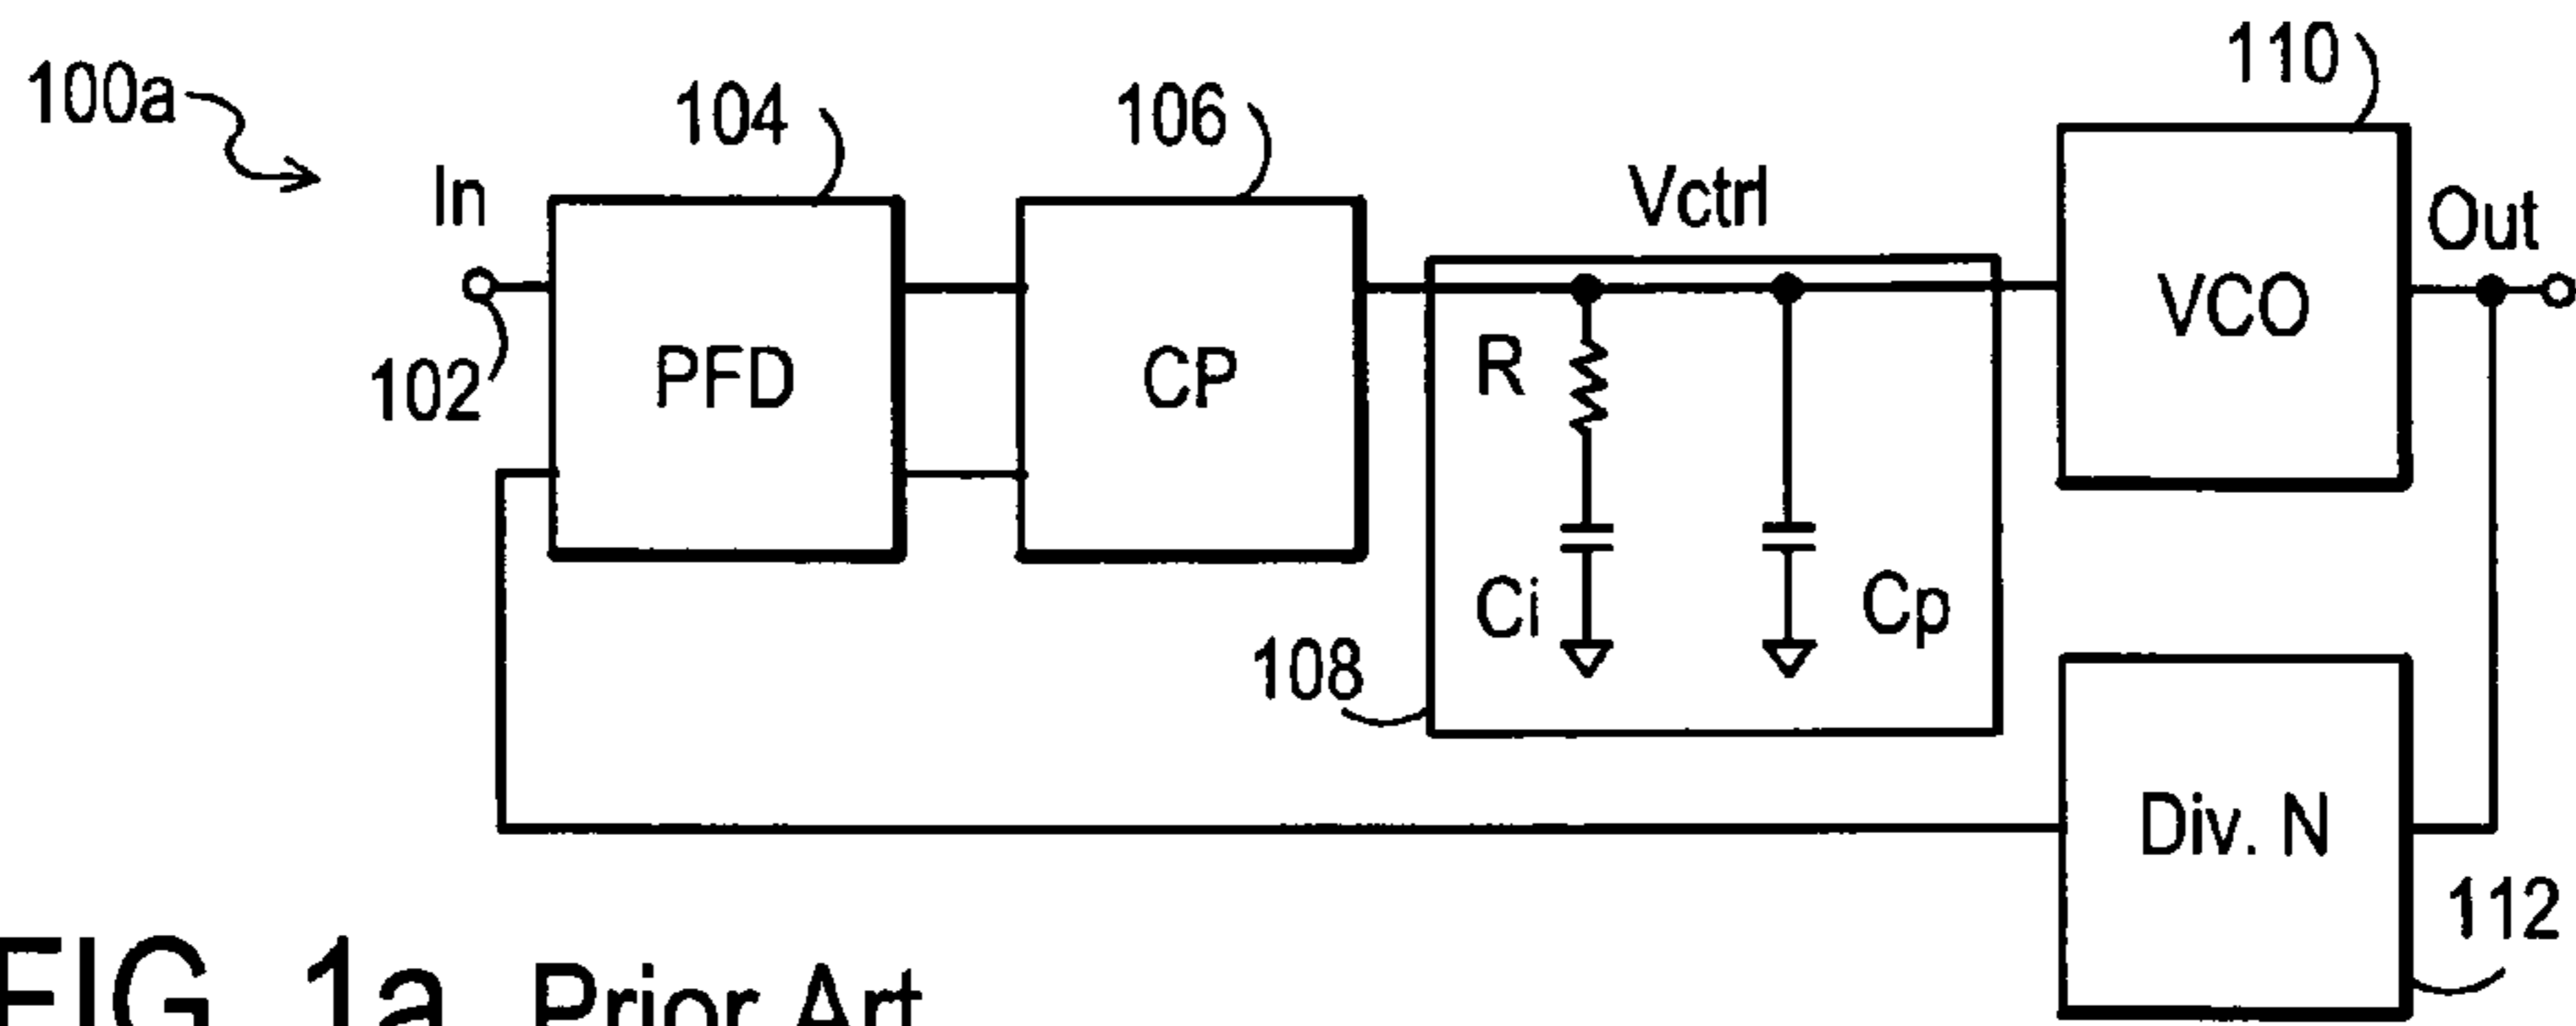 100a
In
102
104
PFD
106
CP
Vctrl
R
Ci
Cp
108
110
VCO
Out
Div. N
112
FIG. 1a Prior Art